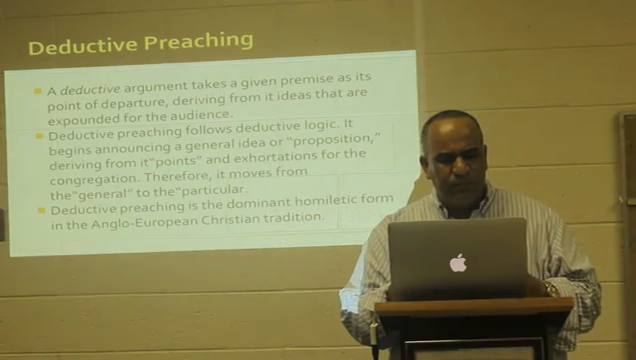 Deductive Preaching
A deductive argument takes a given premise as its
point of departure, deriving from it ideas that are
expounded for the audience.
Deductive preaching follows deductive logic. It
begins announcing a general idea or "proposition,"
deriving from it"points" and exhortations for the
congregation. Therefore, it moves from
the"general" to the"particular.
Deductive preaching is the dominant homiletic form
in the Anglo-European Christian tradition.